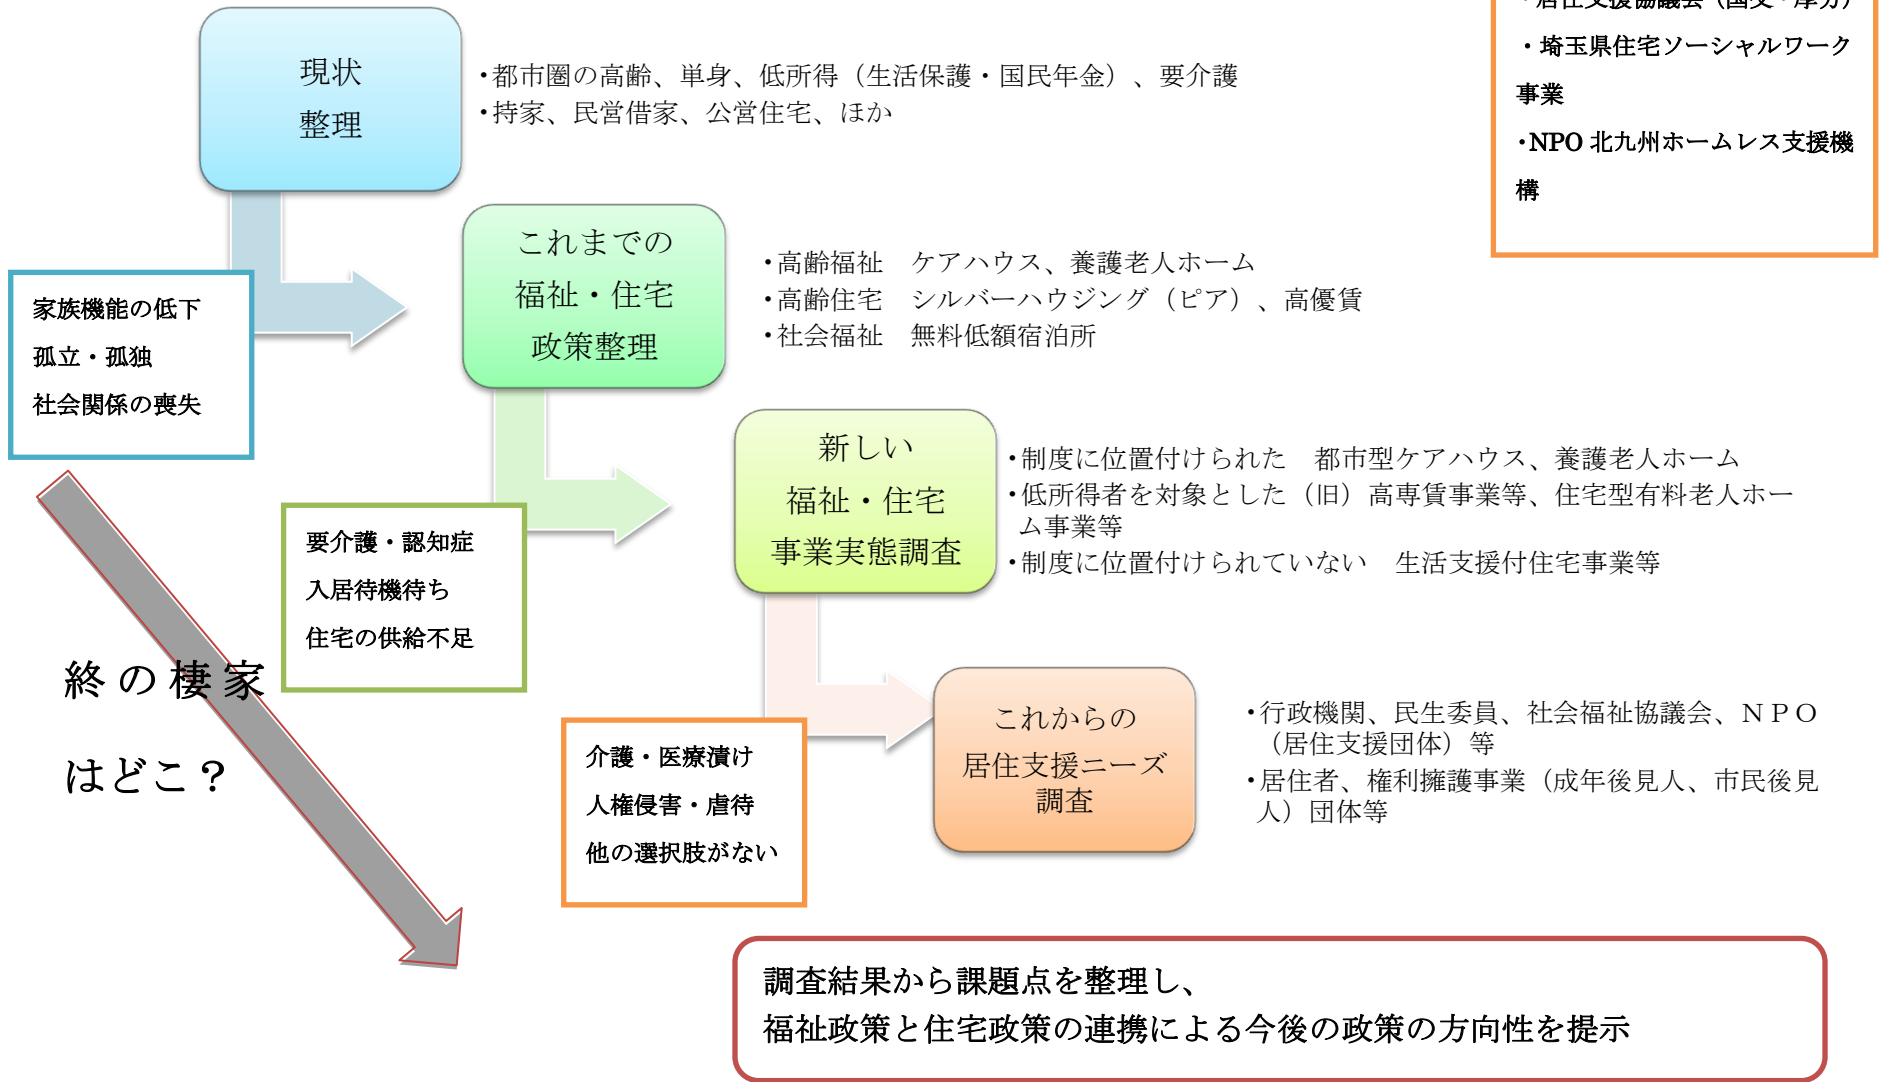 ・居住支援協議会（国交・厚労）
・埼玉県住宅ソーシャルワーク
事業
・NPO 北九州ホームレス支援機
構
現状
整理
・都市圏の高齢、単身、低所得（生活保護・国民年金）、要介護
・持家、民営借家、公営住宅、ほか
これまでの
福祉・住宅
政策整理
・高齢福祉　ケアハウス、養護老人ホーム
・高齢住宅　シルバーハウジング（ピア）、高優賃
・社会福祉　無料低額宿泊所
家族機能の低下
孤立・孤独
社会関係の喪失
新しい
福祉・住宅
事業実態調査
・制度に位置付けられた　都市型ケアハウス、養護老人ホーム
・低所得者を対象とした（旧）高専賃事業等、住宅型有料老人ホー
ム事業等
・制度に位置付けられていない　生活支援付住宅事業等
要介護・認知症
入居待機待ち
住宅の供給不足
終の棲家
はどこ？
これからの
居住支援ニーズ
調査
・行政機関、民生委員、社会福祉協議会、ＮＰＯ
（居住支援団体）等
・居住者、権利擁護事業（成年後見人、市民後見
人）団体等
介護・医療漬け
人権侵害・虐待
他の選択肢がない
調査結果から課題点を整理し、
福祉政策と住宅政策の連携による今後の政策の方向性を提示